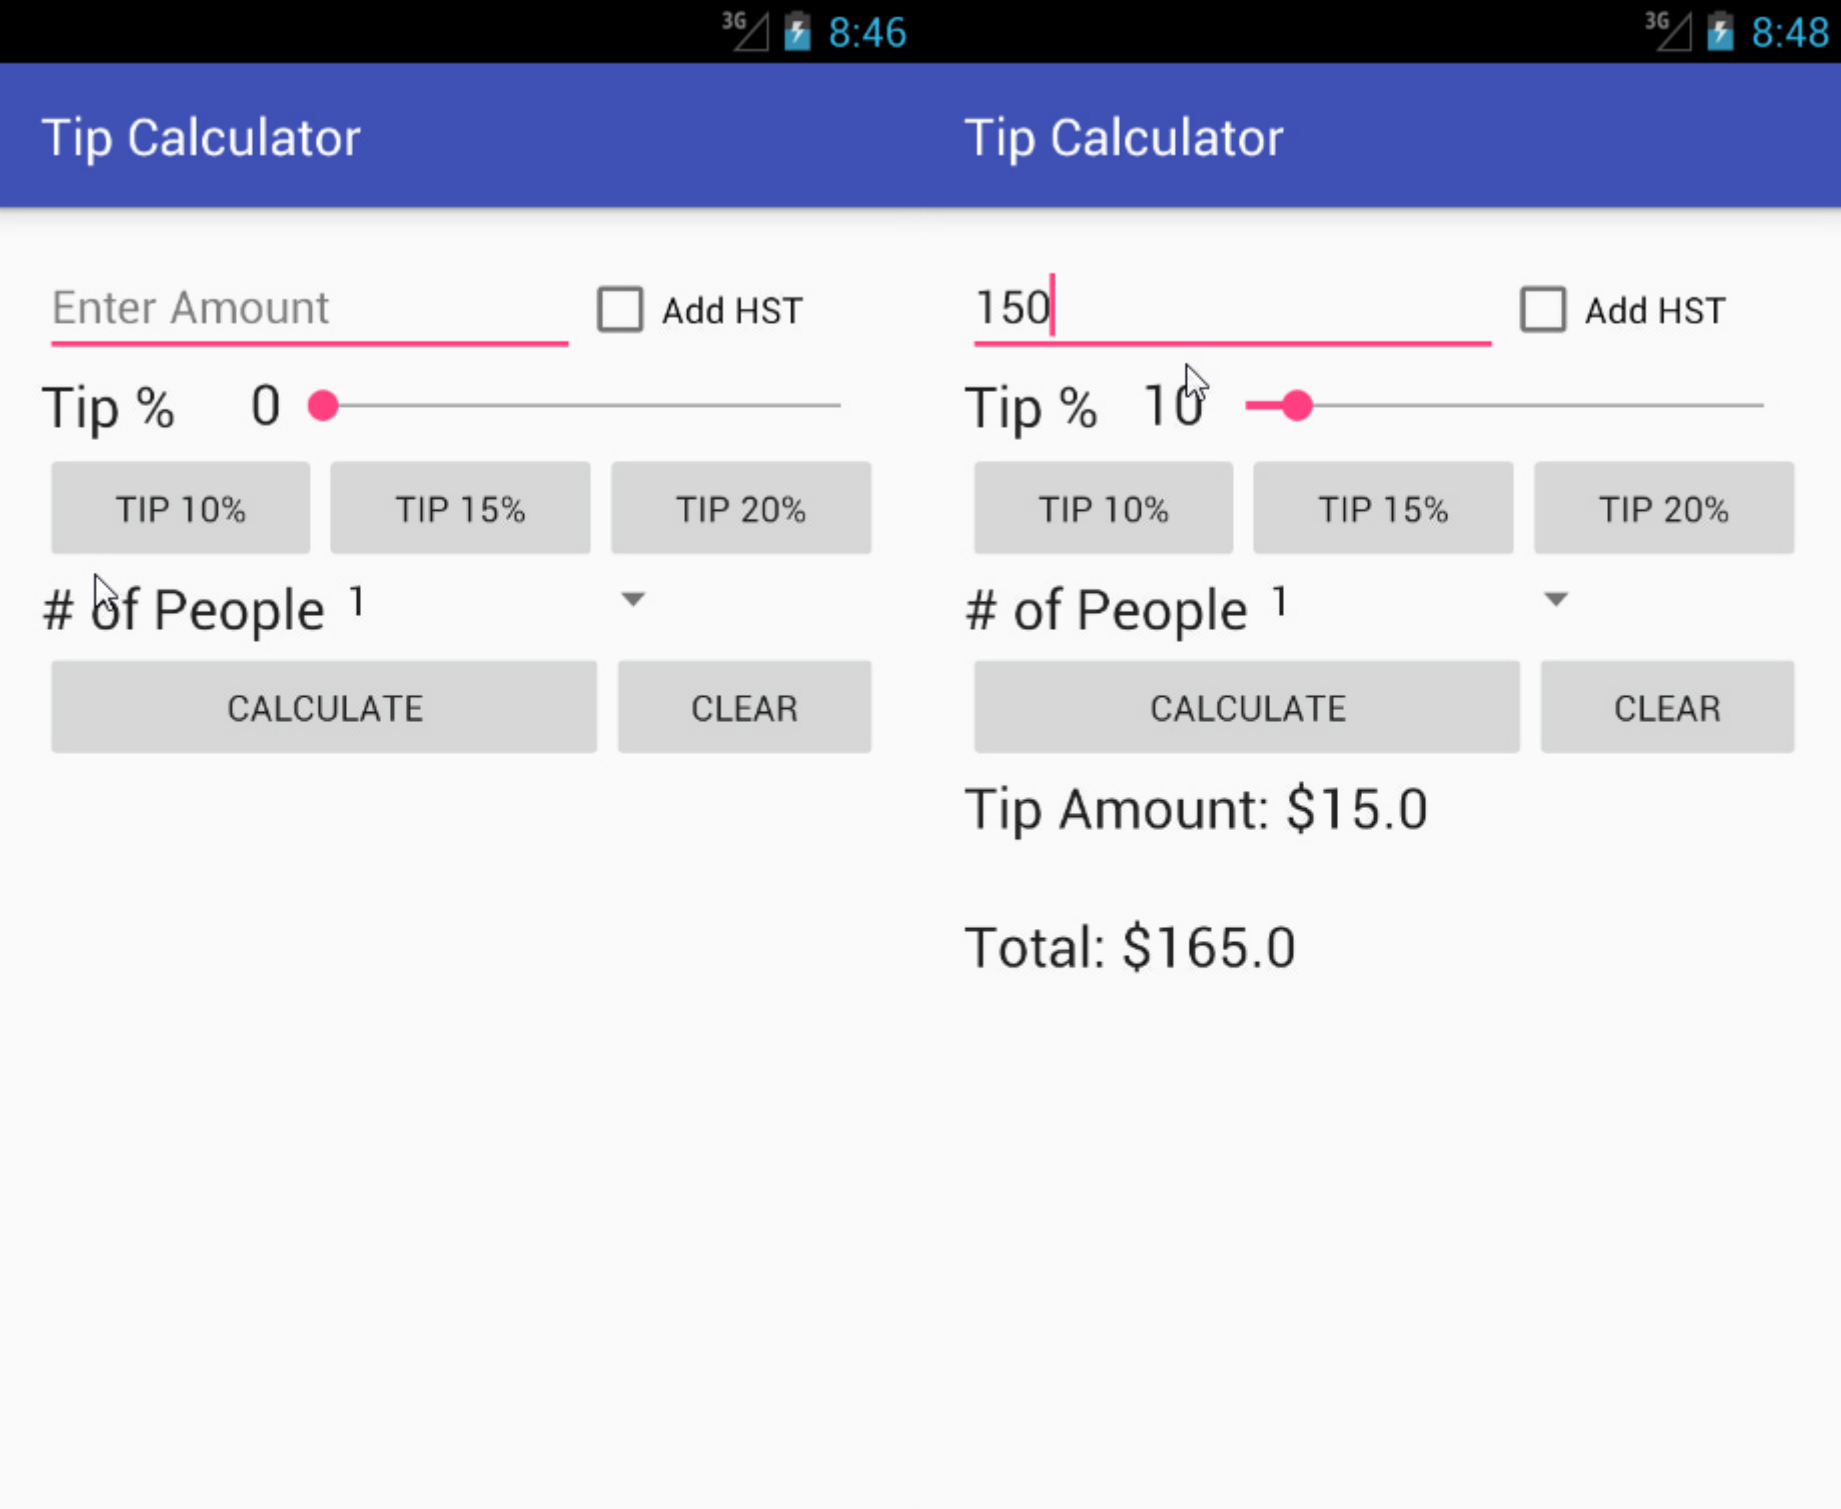 3G 8:46
Tip Calculator
Enter Amount Add HST
Tip % 0
TIP 10% TIP 15% TIP 20%
# of People 1
CALCULATE CLEAR
3G 8:48
Tip Calculator
150 Add HST
Tip % 10
TIP 10% TIP 15% TIP 20%
# of People 1
CALCULATE CLEAR
Tip Amount: $15.0
Total: $165.0